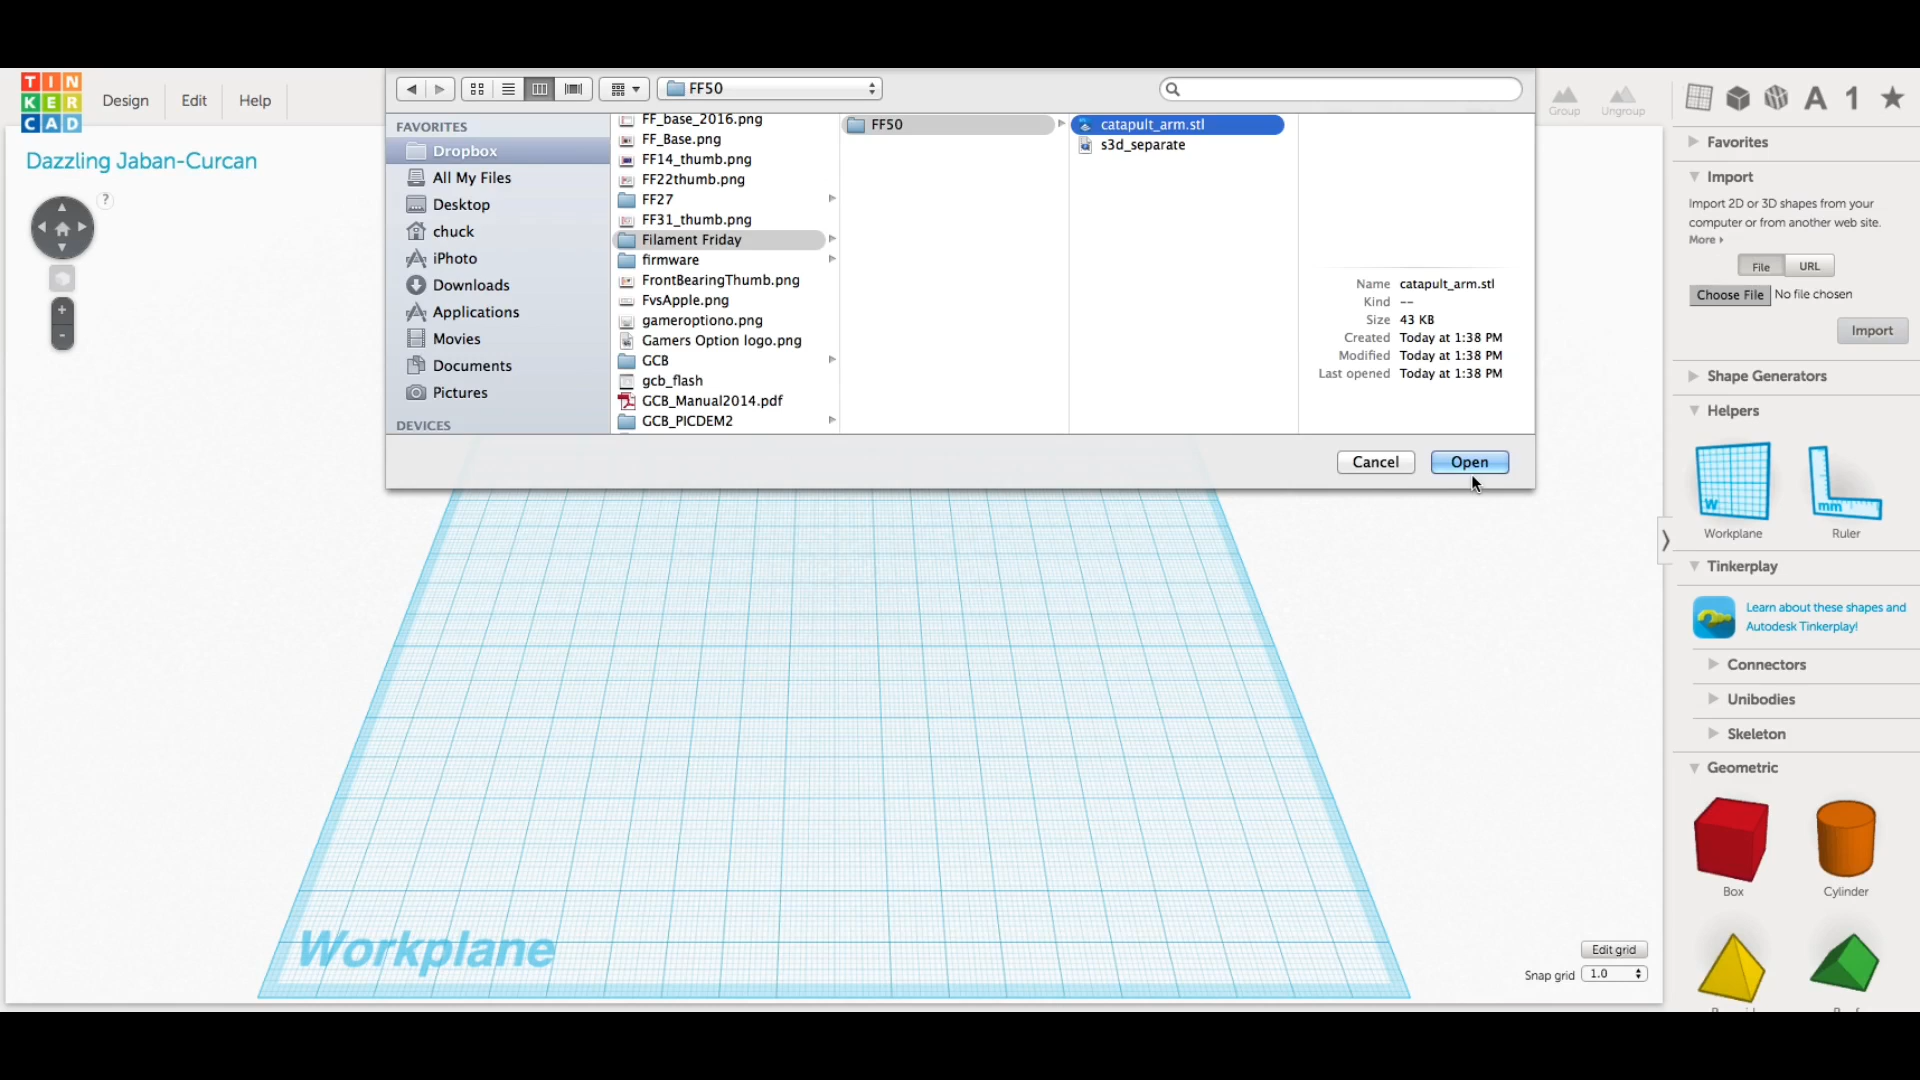 TIN
KER
CAD
Design
Edit
Help
Dazzling Jaban-Curcan
?
+
-
FF50
FAVORITES
Dropbox
All My Files
Desktop
chuck
iPhoto
Downloads
Applications
Movies
Documents
Pictures
DEVICES
FF_base_2016.png
FF_Base.png
FF14_thumb.png
FF22thumb.png
FF27
FF31_thumb.png
Filament Friday
firmware
FrontBearingThumb.png
FvsApple.png
gameroptiono.png
Gamers Option logo.png
GCB
gcb_flash
GCB_Manual2014.pdf
GCB_PICDEM2
FF50
catapult_arm.stl
s3d_separate
Name catapult_arm.stl
Kind --
Size 43 KB
Created Today at 1:38 PM
Modified Today at 1:38 PM
Last opened Today at 1:38 PM
Cancel
Open
Workplane
Edit grid
Snap grid 1.0
Group
Ungroup
A
1
Favorites
Import
Import 2D or 3D shapes from your
computer or from another web site.
More
File
URL
Choose File No file chosen
Import
Shape Generators
Helpers
W
mm
Workplane
Ruler
Tinkerplay
Learn about these shapes and
Autodesk Tinkerplay!
Connectors
Unibodies
Skeleton
Geometric
Box
Cylinder